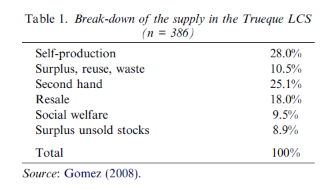 Table 1. Break-down of the supply in the Trueque LCS
(n = 386)
Self-production 28.0%
Surplus, reuse, waste 10.5%
Second hand 25.1%
Resale 18.0%
Social welfare 9.5%
Surplus unsold stocks 8.9%
Total 100%
Source: Gomez (2008).